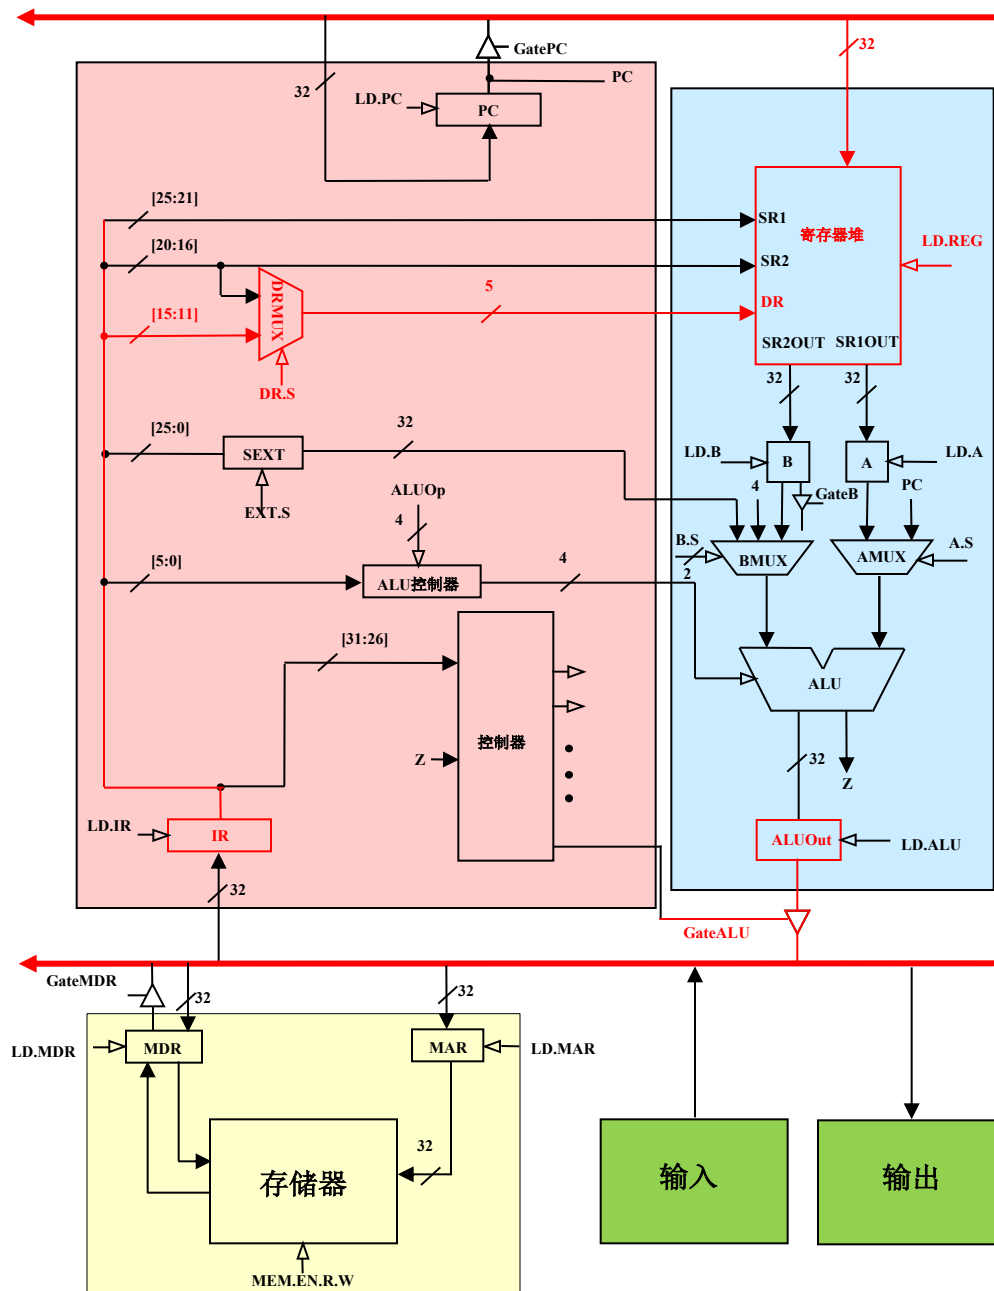 GatePC
32
32
PC
LD.PC
PC
[25:21]
SR1
寄存器堆
LD.REG
[20:16]
SR2
DRMUX
5
[15:11]
DR
SR2OUT
SR1OUT
DR.S
32
32
[25:0]
32
SEXT
LD.B
B
A
LD.A
EXT.S
ALUOp
4
GateB
PC
4
B.S
2
BMUX
AMUX
A.S
[5:0]
ALU控制器
4
[31:26]
ALU
控制器
Z
32
Z
LD.IR
IR
ALUOut
LD.ALU
32
GateALU
GateMDR
32
32
LD.MDR
MDR
MAR
LD.MAR
32
存储器
输入
输出
MEM.EN.R.W